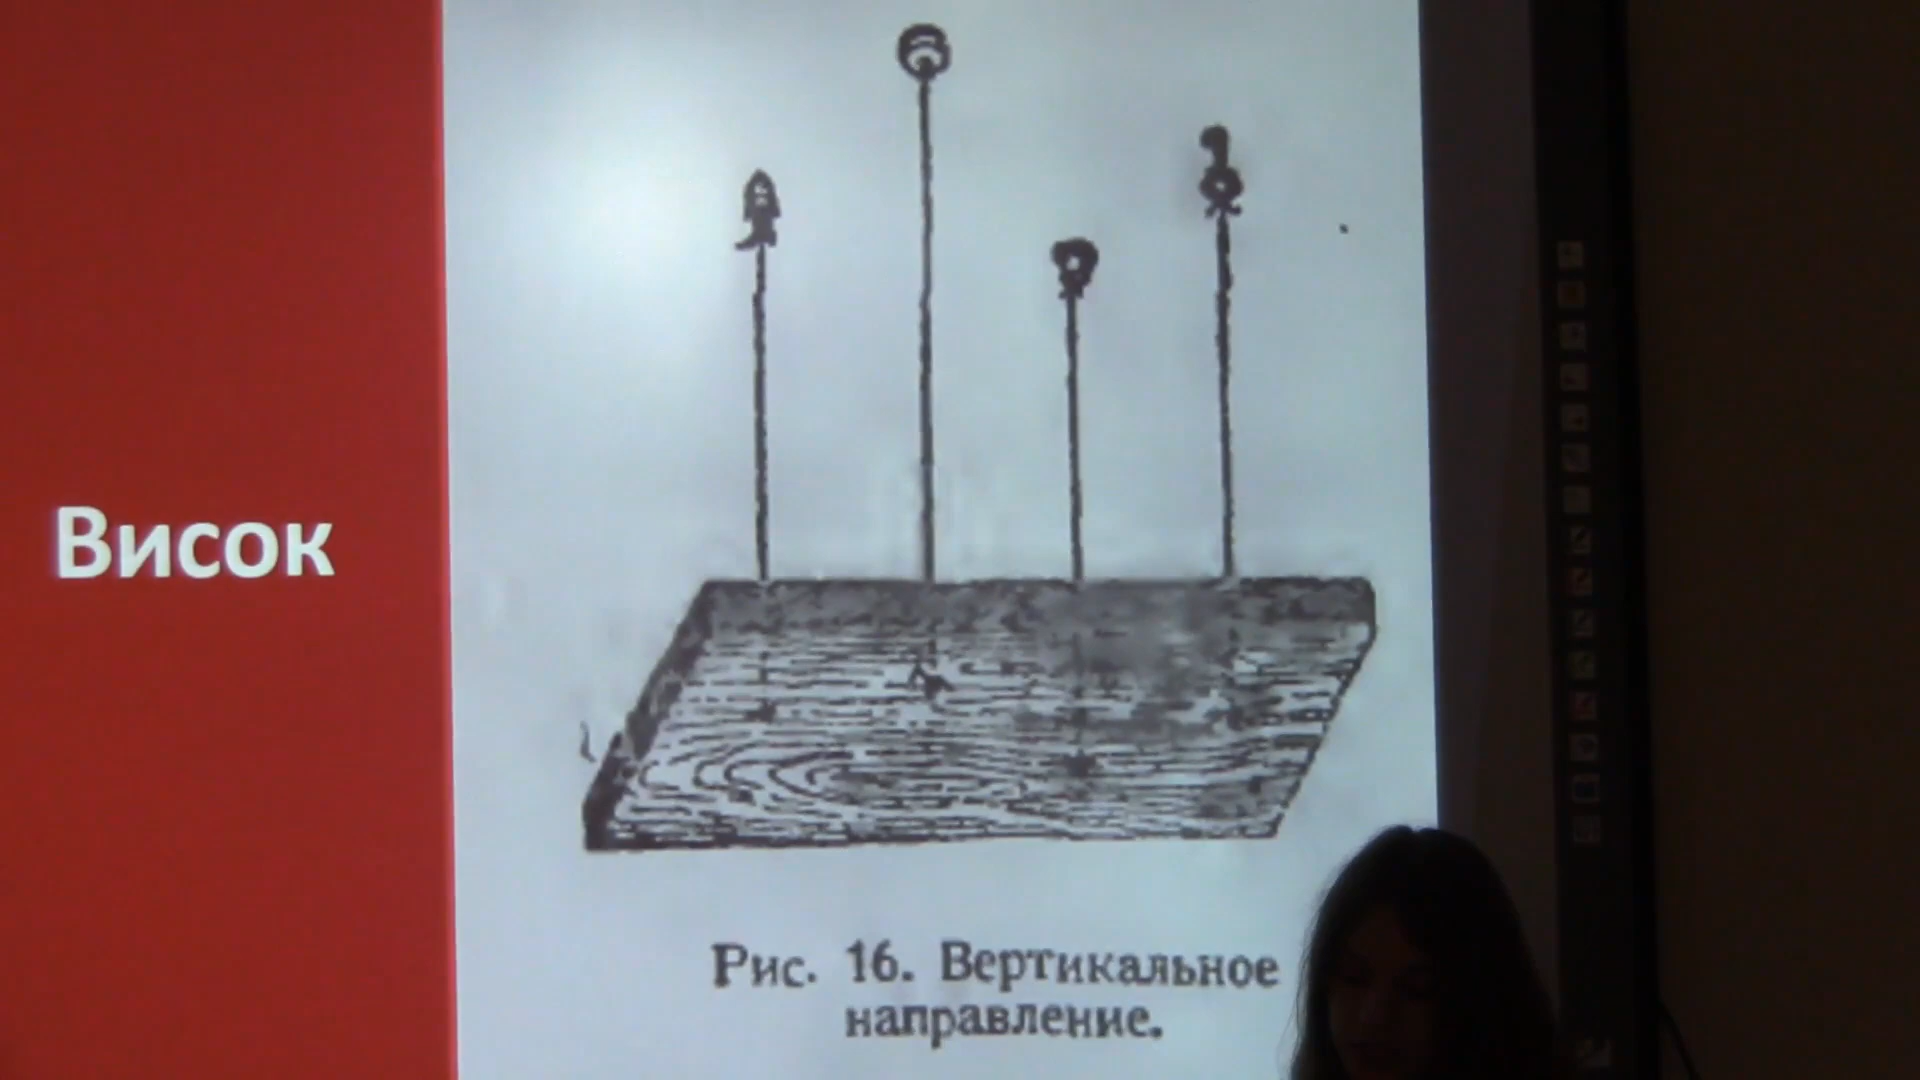 Висок
Рис. 16. Вертикальное
направление.